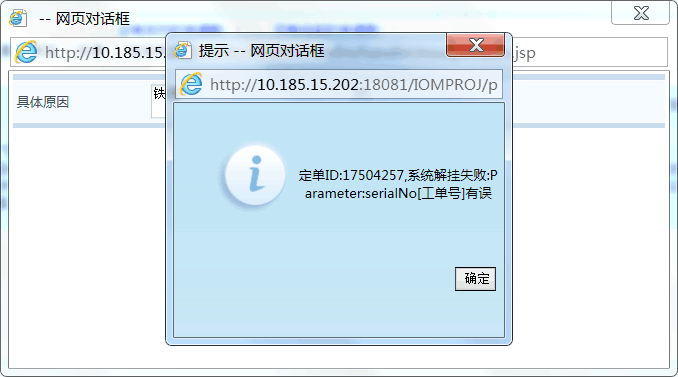 -- 网页对话框
http://10.185.15.
.jsp
提示 -- 网页对话框
http://10.185.15.202:18081/IOMPROJ/p
具体原因
铁
定单ID:17504257,系统解挂失败:P
arameter:serialNo[工单号]有误
确定